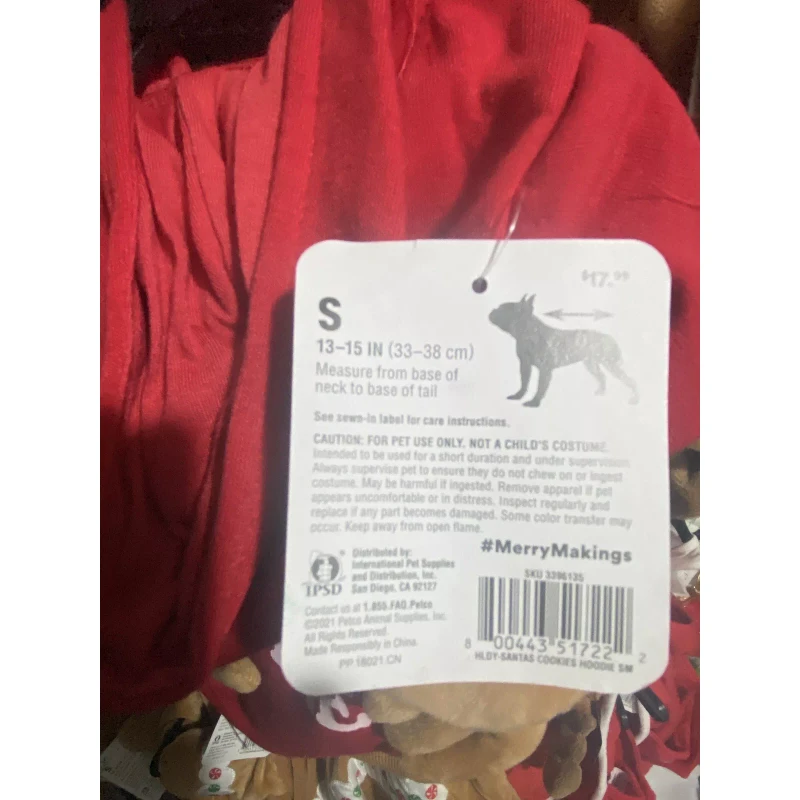 $17.99
S
13–15 IN (33–38 cm)
Measure from base of
neck to base of tail
See sewn-in label for care instructions.
CAUTION: FOR PET USE ONLY. NOT A CHILD'S COSTUME.
Intended to be used for a short duration and under supervision.
Always supervise pet to ensure they do not chew on or ingest
costume. May be harmful if ingested. Remove apparel if pet
appears uncomfortable or in distress. Inspect regularly and
replace if any part becomes damaged. Some color transfer may
occur. Keep away from open flame.
#MerryMakings
IPSD®
Distributed by:
International Pet Supplies
and Distribution, Inc.
San Diego, CA 92127
Contact us at 1.855.FAQ.Petco
©2021 Petco Animal Supplies, Inc.
All Rights Reserved.
Made Responsibly in China.
PP 18021.CN
SKU 3396135
8 00443 51722 2
HLDY-SANTAS COOKIES HOODIE SM